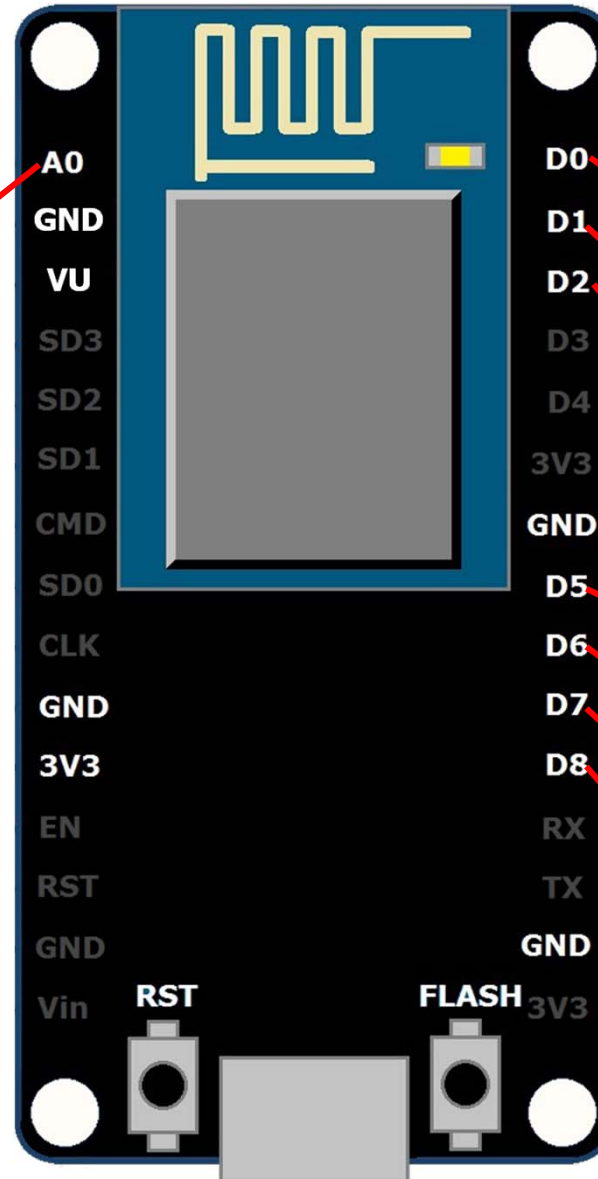 A0
GND
VU
SD3
SD2
SD1
CMD
SD0
CLK
GND
3V3
EN
RST
GND
Vin
D0
D1
D2
D3
D4
3V3
GND
D5
D6
D7
D8
RX
TX
GND
3V3
RST
FLASH